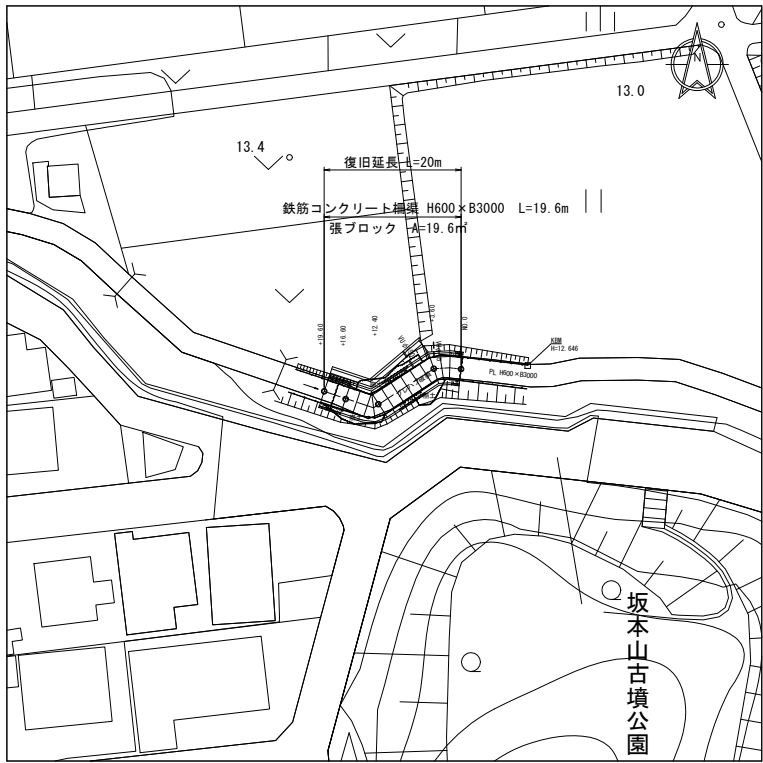 N
13.0
13.4
復旧延長 L=20m
鉄筋コンクリート柵渠 H600×B3000 L=19.6m
張ブロック A=19.6㎡
+19.60
+16.60
+12.40
+3.60
NO.0
KBM
H=12.646
PL H600×B3000
坂本山古墳公園